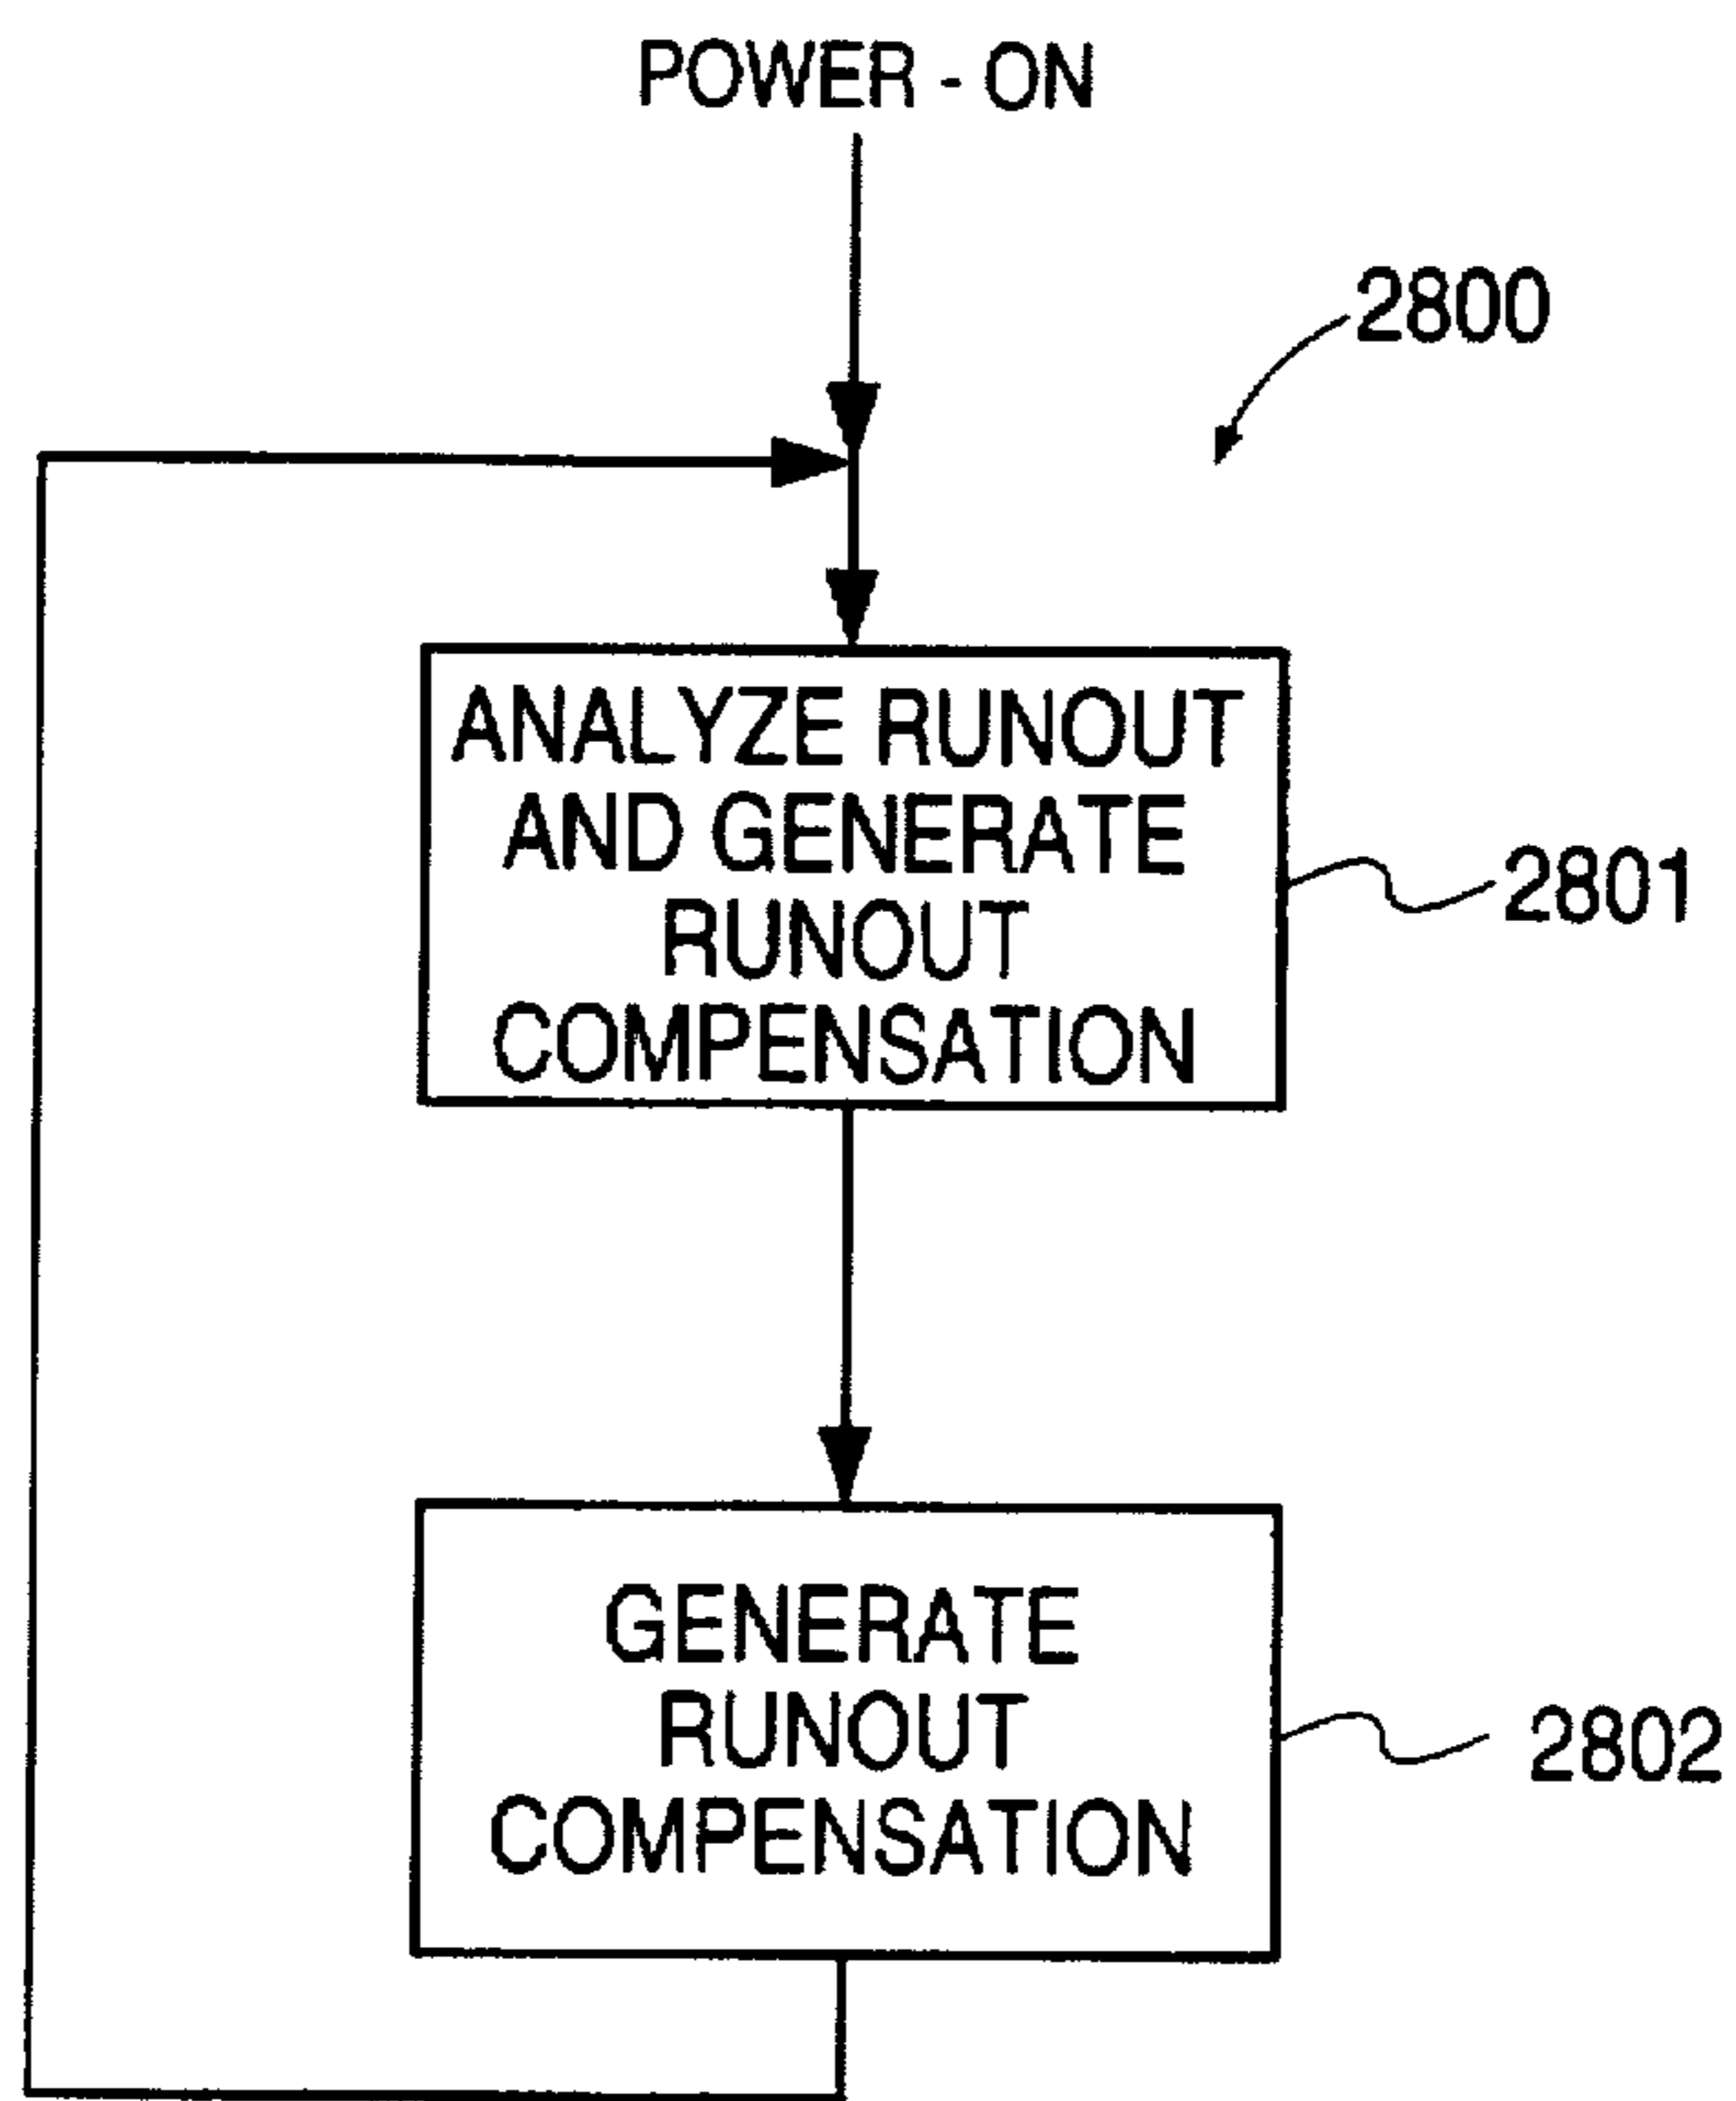 POWER - ON
2800
ANALYZE RUNOUT
AND GENERATE
RUNOUT
COMPENSATION
2801
GENERATE
RUNOUT
COMPENSATION
2802